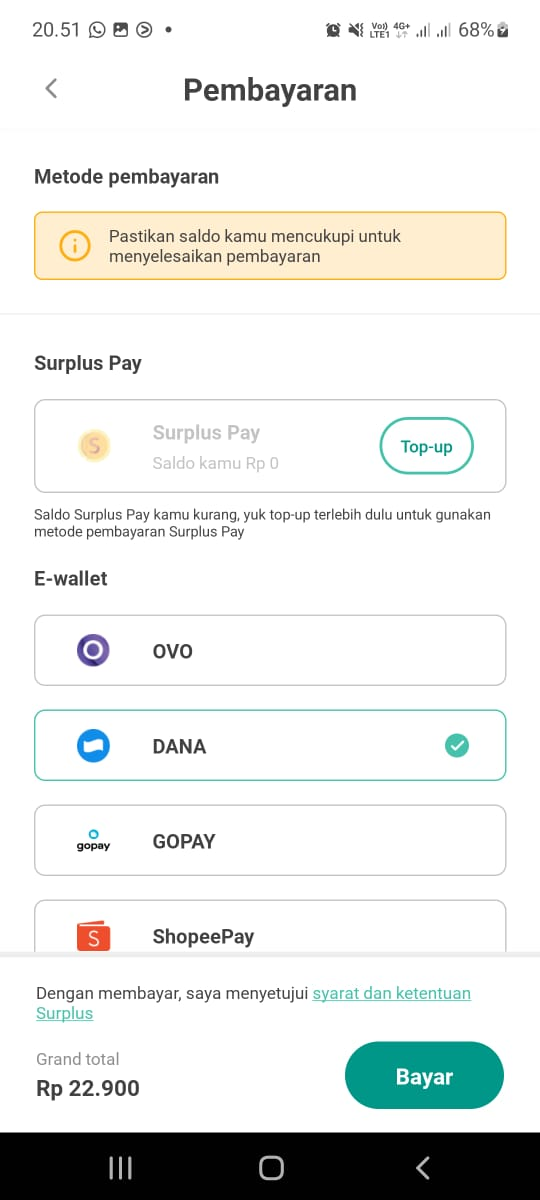 20.51
Vo)) 4G+
LTE1
68%
Pembayaran
Metode pembayaran
Pastikan saldo kamu mencukupi untuk
menyelesaikan pembayaran
Surplus Pay
S
Surplus Pay
Saldo kamu Rp 0
Top-up
Saldo Surplus Pay kamu kurang, yuk top-up terlebih dulu untuk gunakan
metode pembayaran Surplus Pay
E-wallet
OVO
DANA
gopay
GOPAY
S
ShopeePay
Dengan membayar, saya menyetujui syarat dan ketentuan
Surplus
Grand total
Rp 22.900
Bayar